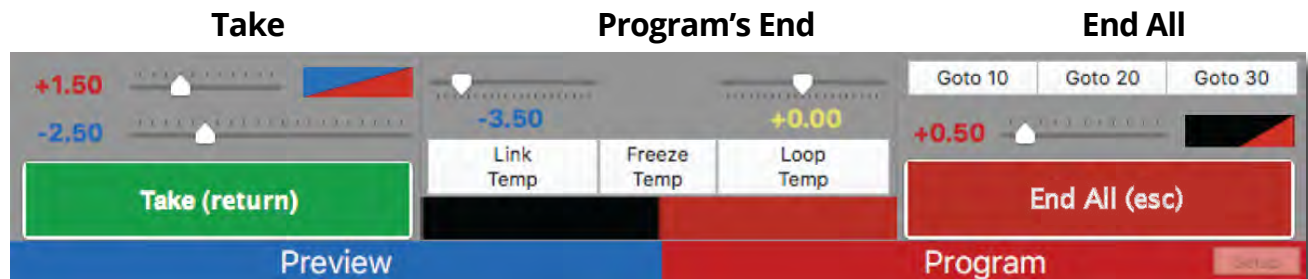 Take
Program’s End
End All
+1.50
-2.50
Take (return)
-3.50
+0.00
Link Temp
Freeze Temp
Loop Temp
Goto 10
Goto 20
Goto 30
+0.50
End All (esc)
Preview
Program
Setup